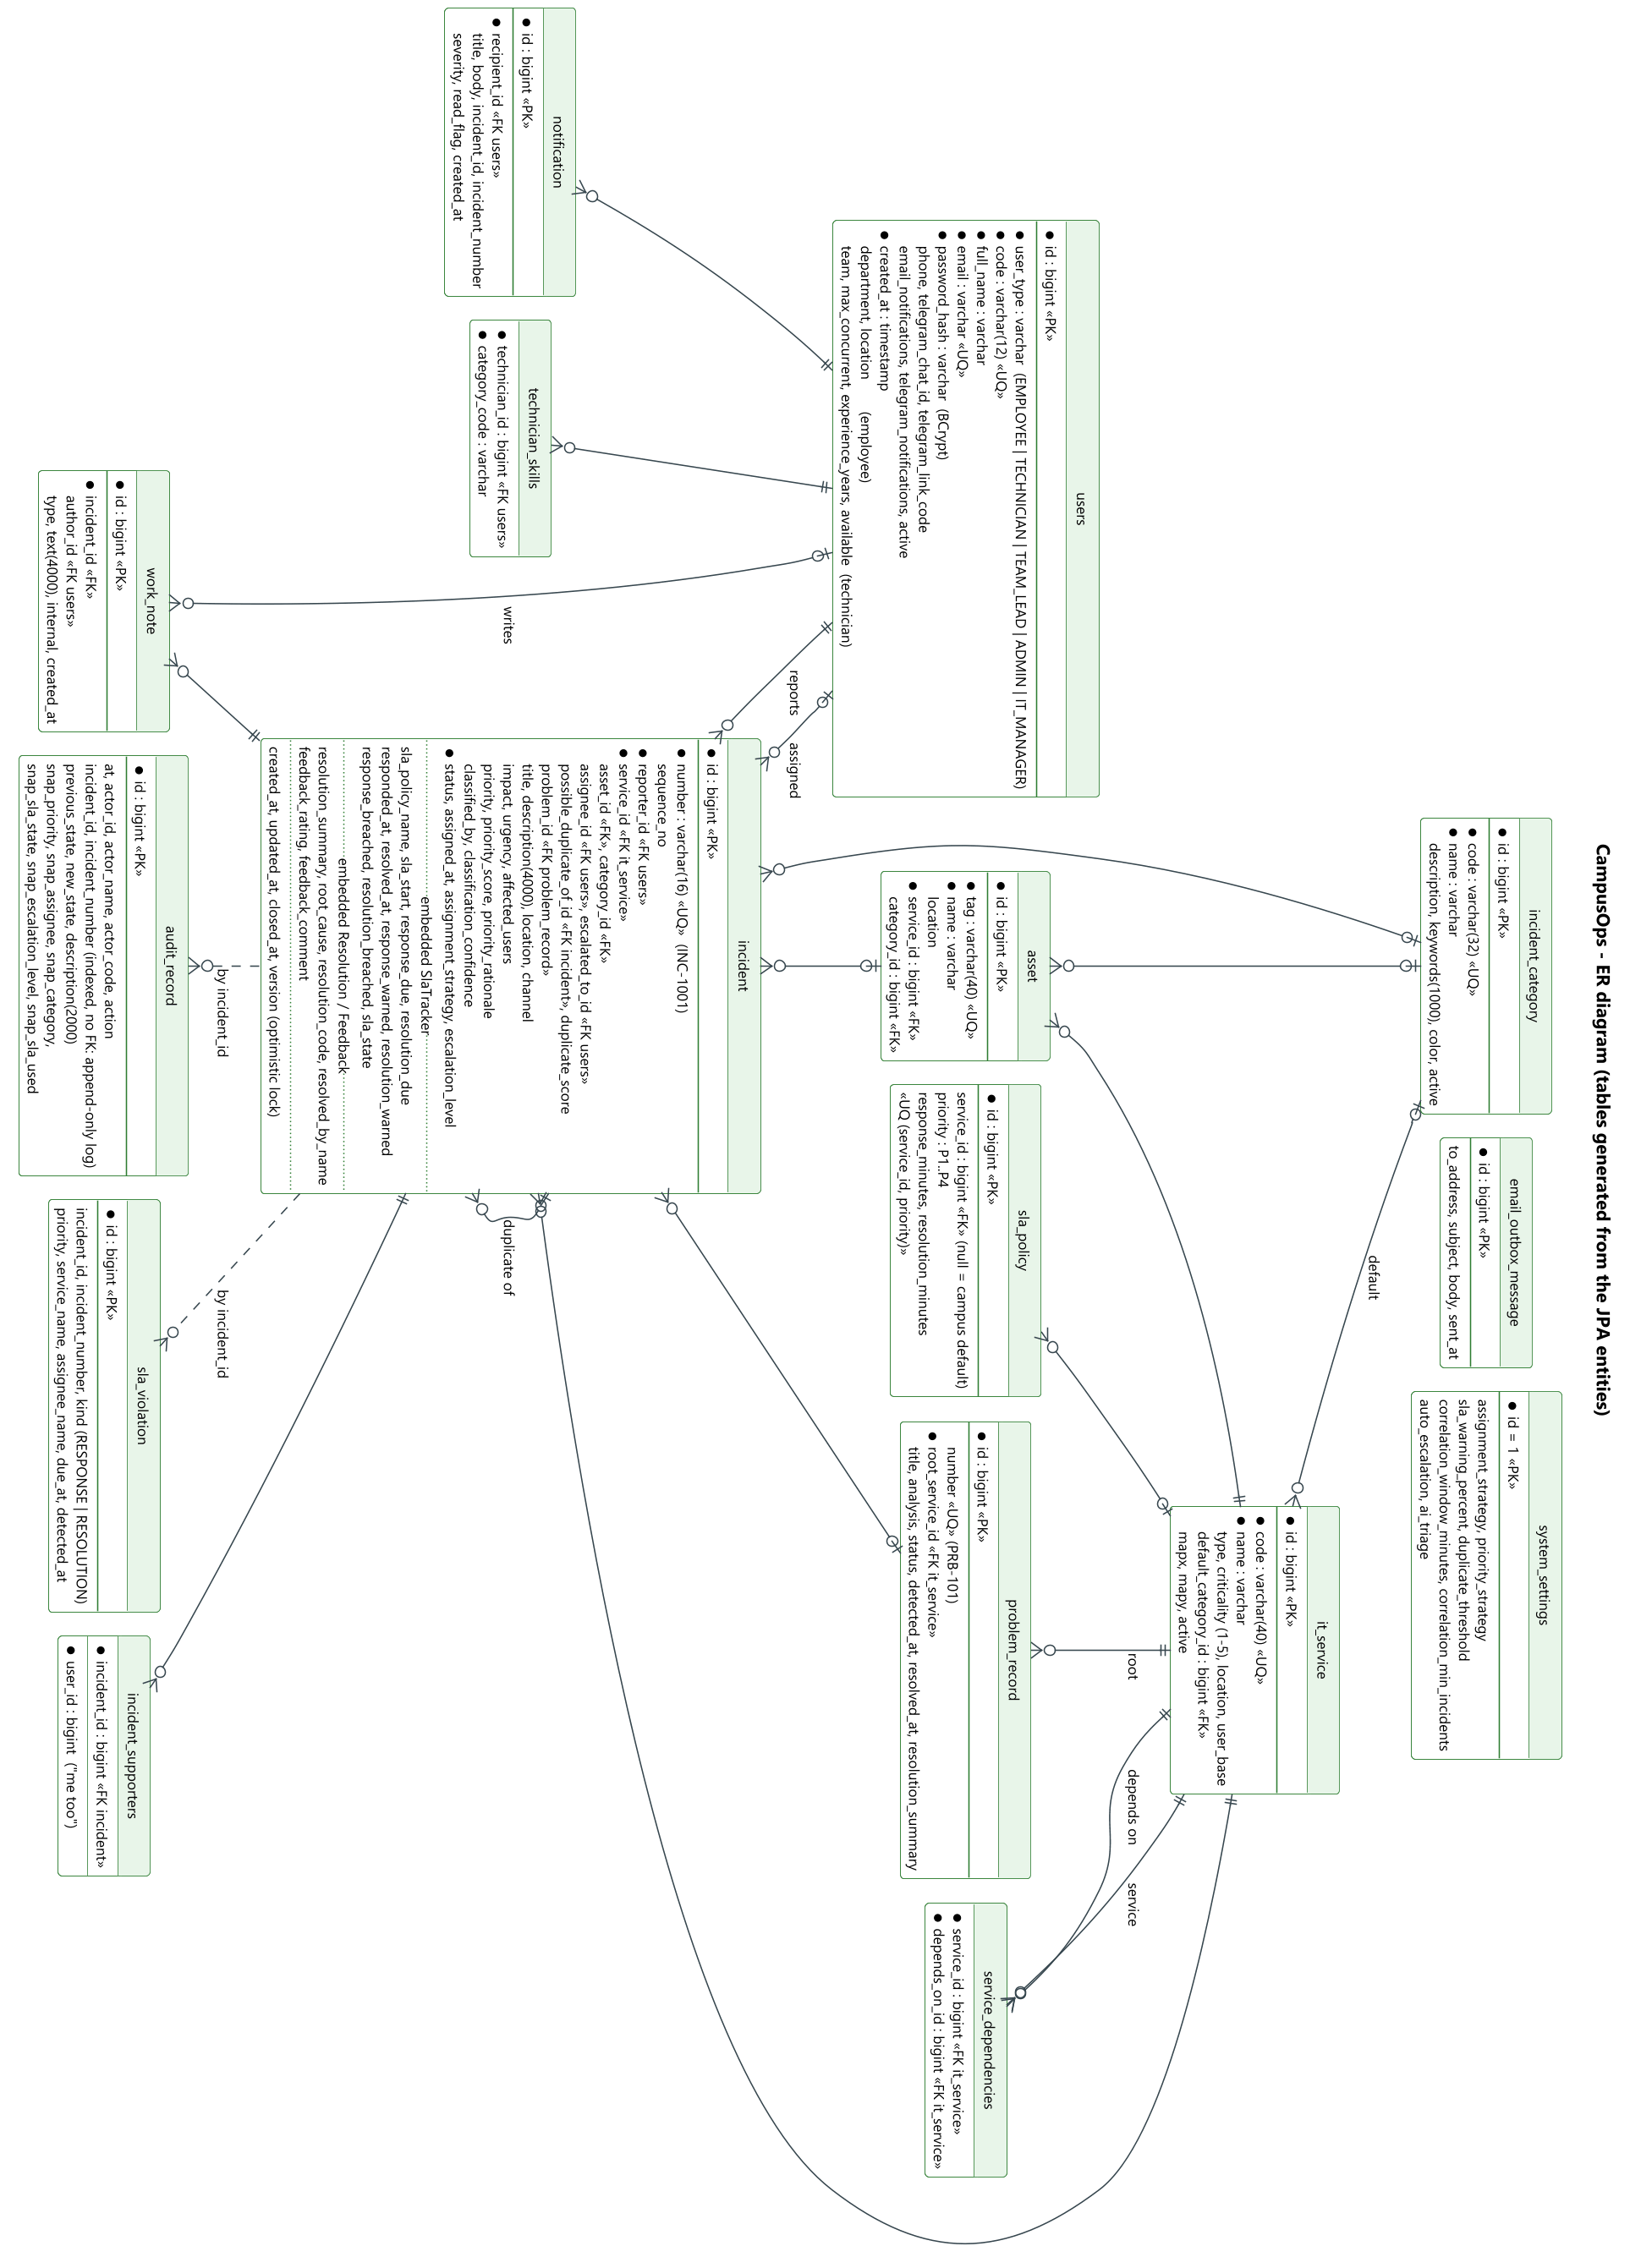 CampusOps - ER diagram (tables generated from the JPA entities)
incident_category
● id : bigint «PK»
● code : varchar(32) «UQ»
● name : varchar
description, keywords(1000), color, active
email_outbox_message
● id : bigint «PK»
to_address, subject, body, sent_at
system_settings
● id = 1 «PK»
assignment_strategy, priority_strategy
sla_warning_percent, duplicate_threshold
correlation_window_minutes, correlation_min_incidents
auto_escalation, ai_triage
default
it_service
● id : bigint «PK»
● code : varchar(40) «UQ»
● name : varchar
type, criticality (1-5), location, user_base
default_category_id : bigint «FK»
mapx, mapy, active
root
depends on
service
users
● id : bigint «PK»
● user_type : varchar (EMPLOYEE | TECHNICIAN | TEAM_LEAD | ADMIN | IT_MANAGER)
● code : varchar(12) «UQ»
● full_name : varchar
● email : varchar «UQ»
● password_hash : varchar (BCrypt)
phone, telegram_chat_id, telegram_link_code
email_notifications, telegram_notifications, active
● created_at : timestamp
department, location (employee)
team, max_concurrent, experience_years, available (technician)
asset
● id : bigint «PK»
● tag : varchar(40) «UQ»
● name : varchar
location
● service_id : bigint «FK»
category_id : bigint «FK»
sla_policy
● id : bigint «PK»
service_id : bigint «FK» (null = campus default)
priority : P1..P4
response_minutes, resolution_minutes
«UQ (service_id, priority)»
problem_record
● id : bigint «PK»
number «UQ» (PRB-101)
● root_service_id «FK it_service»
title, analysis, status, detected_at, resolved_at, resolution_summary
service_dependencies
● service_id : bigint «FK it_service»
● depends_on_id : bigint «FK it_service»
reports
assigned
incident
● id : bigint «PK»
● number : varchar(16) «UQ» (INC-1001)
sequence_no
● reporter_id «FK users»
● service_id «FK it_service»
asset_id «FK», category_id «FK»
assignee_id «FK users», escalated_to_id «FK users»
possible_duplicate_of_id «FK incident», duplicate_score
problem_id «FK problem_record»
title, description(4000), location, channel
impact, urgency, affected_users
priority, priority_score, priority_rationale
classified_by, classification_confidence
● status, assigned_at, assignment_strategy, escalation_level
embedded SlaTracker
sla_policy_name, sla_start, response_due, resolution_due
responded_at, resolved_at, response_warned, resolution_warned
response_breached, resolution_breached, sla_state
embedded Resolution / Feedback
resolution_summary, root_cause, resolution_code, resolved_by_name
feedback_rating, feedback_comment
created_at, updated_at, closed_at, version (optimistic lock)
duplicate of
notification
● id : bigint «PK»
● recipient_id «FK users»
title, body, incident_id, incident_number
severity, read_flag, created_at
technician_skills
● technician_id : bigint «FK users»
● category_code : varchar
writes
by incident_id
by incident_id
work_note
● id : bigint «PK»
● incident_id «FK»
author_id «FK users»
type, text(4000), internal, created_at
audit_record
● id : bigint «PK»
at, actor_id, actor_name, actor_code, action
incident_id, incident_number (indexed, no FK: append-only log)
previous_state, new_state, description(2000)
snap_priority, snap_assignee, snap_category,
snap_sla_state, snap_escalation_level, snap_sla_used
sla_violation
● id : bigint «PK»
incident_id, incident_number, kind (RESPONSE | RESOLUTION)
priority, service_name, assignee_name, due_at, detected_at
incident_supporters
● incident_id : bigint «FK incident»
● user_id : bigint ("me too")